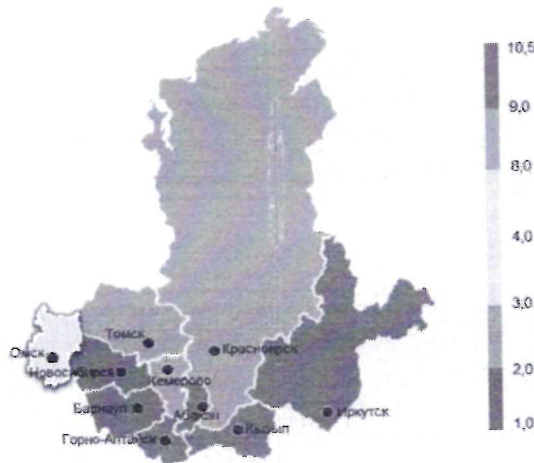 10,5
9,0
8,0
4,0
3,0
2,0
1,0
Томск
Красноярск
Омск
Новосибирск
Кемерово
Барнаул
Абакан
Иркутск
Кызыл
Горно-Алтайск